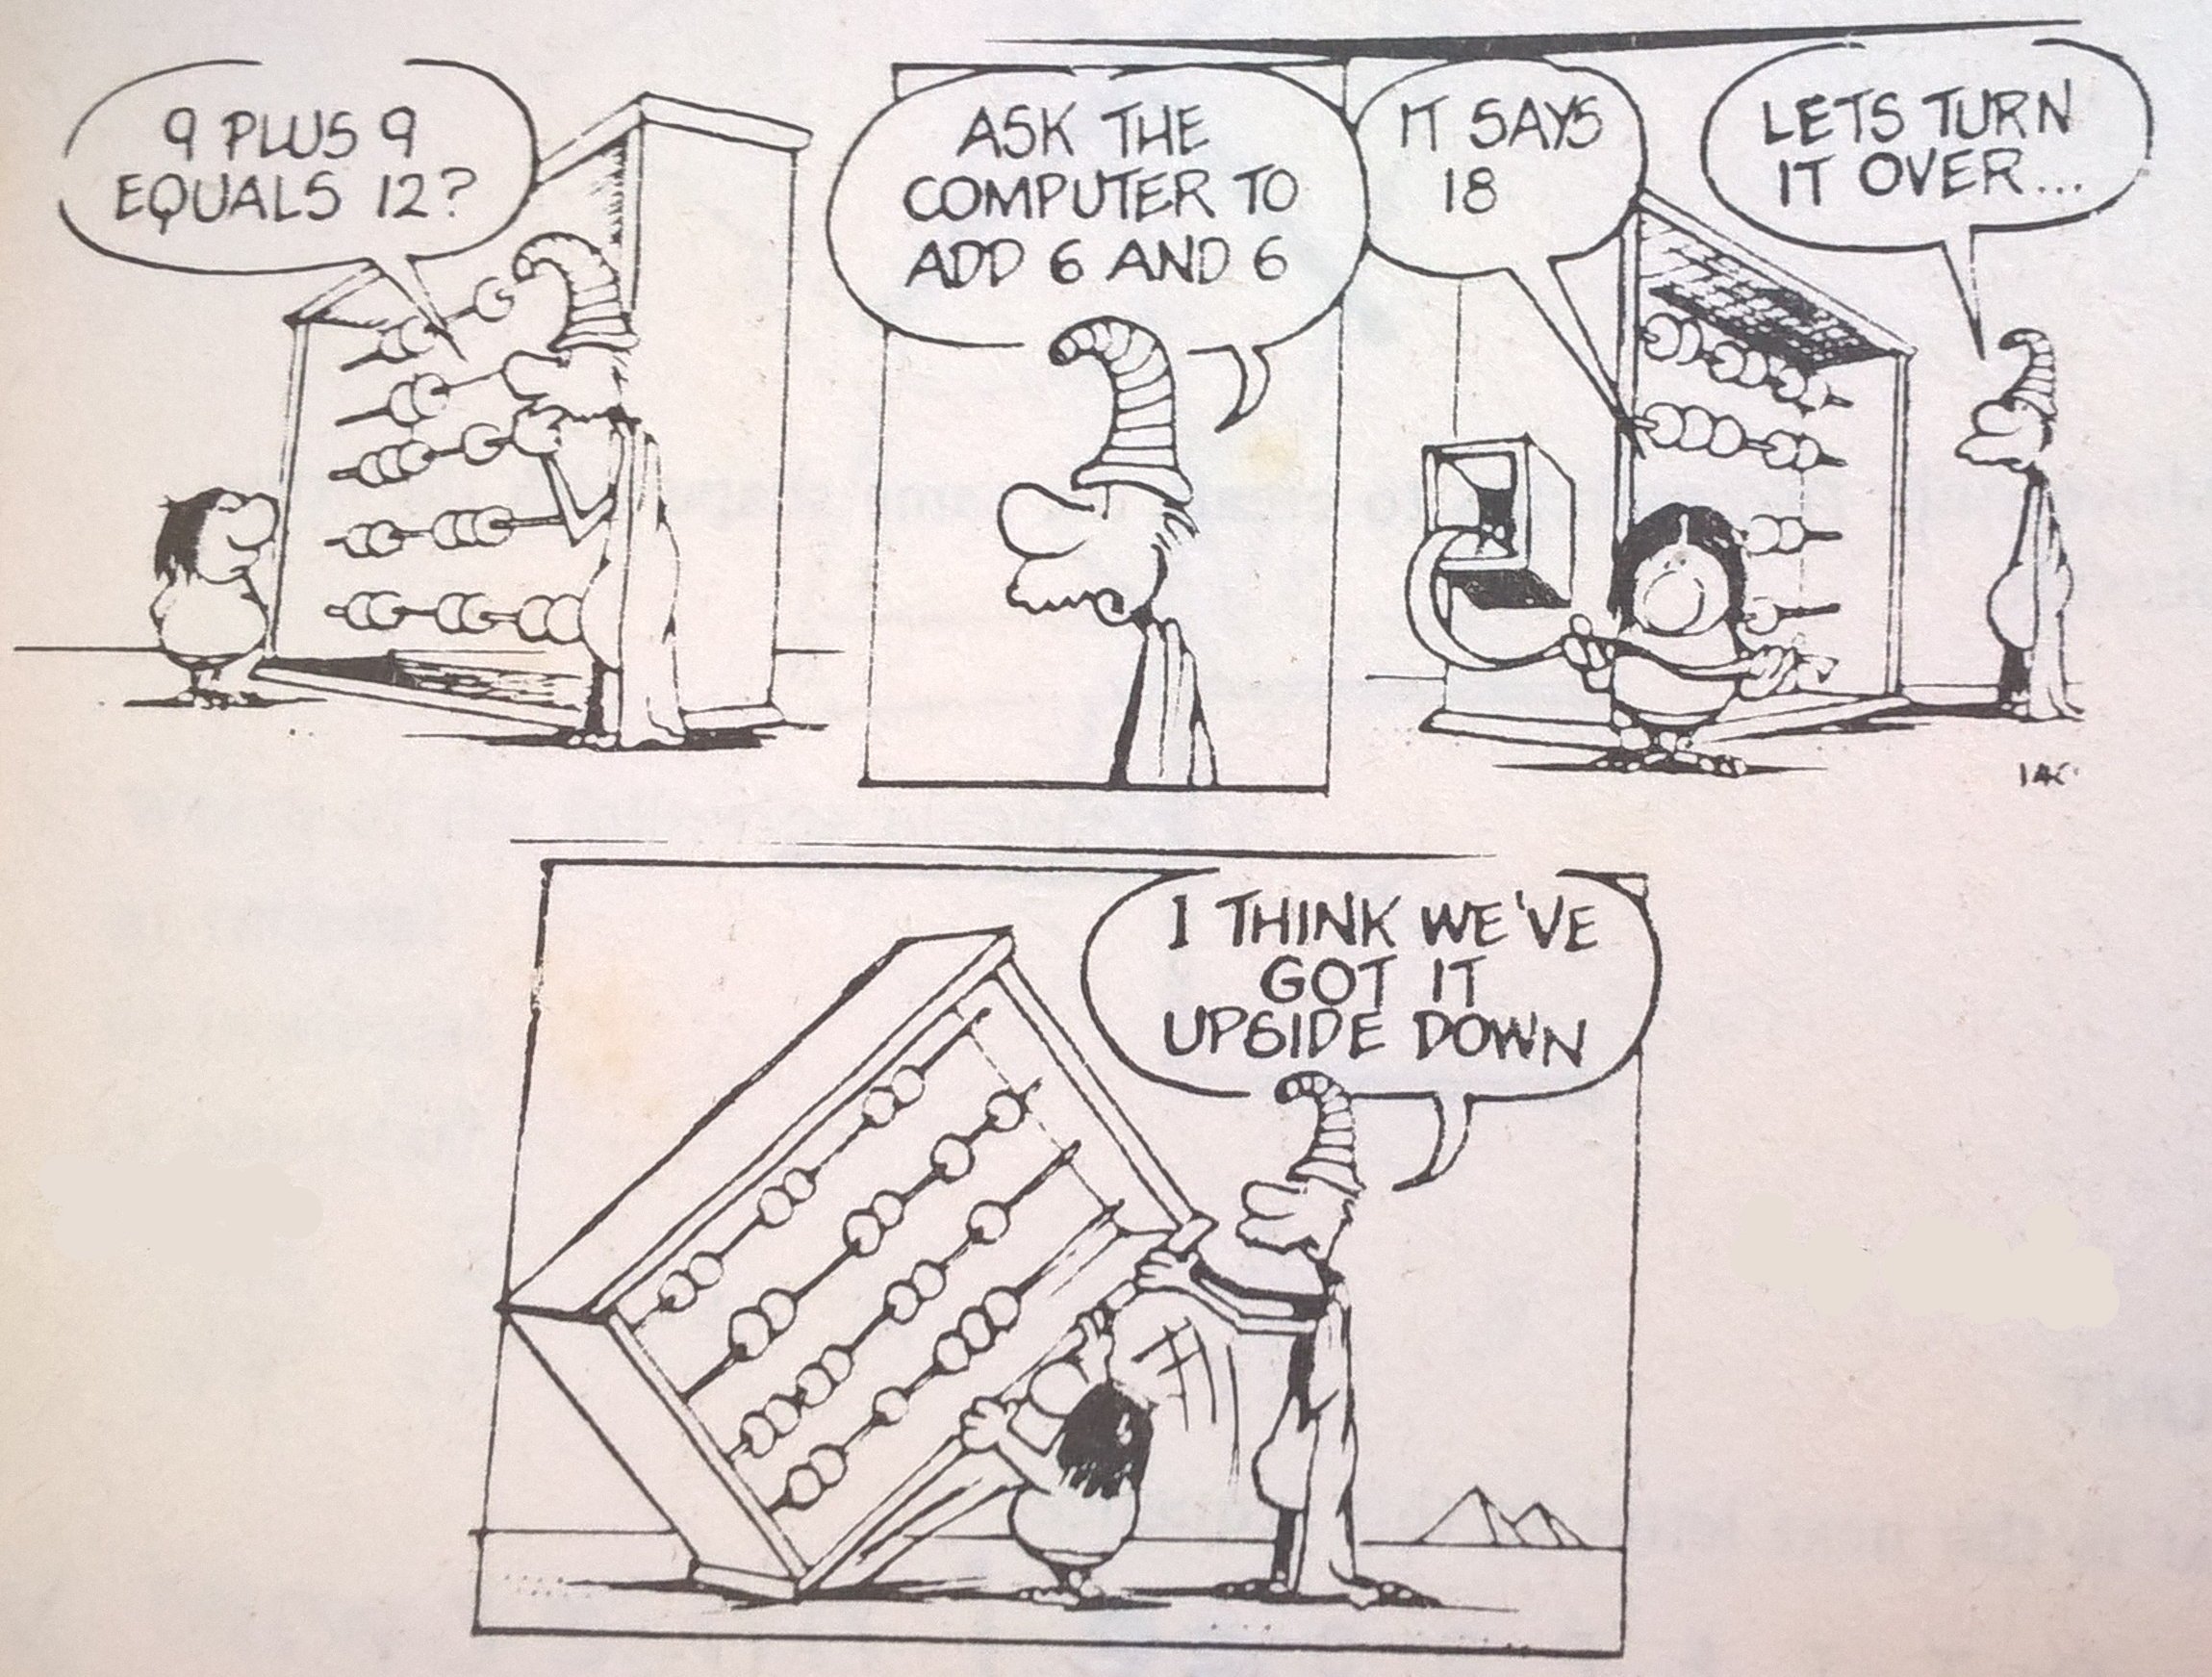 9 PLUS 9
EQUALS 12?
ASK THE
COMPUTER TO
ADD 6 AND 6
IT SAYS
18
LETS TURN
IT OVER...
I THINK WE'VE
GOT IT
UPSIDE DOWN